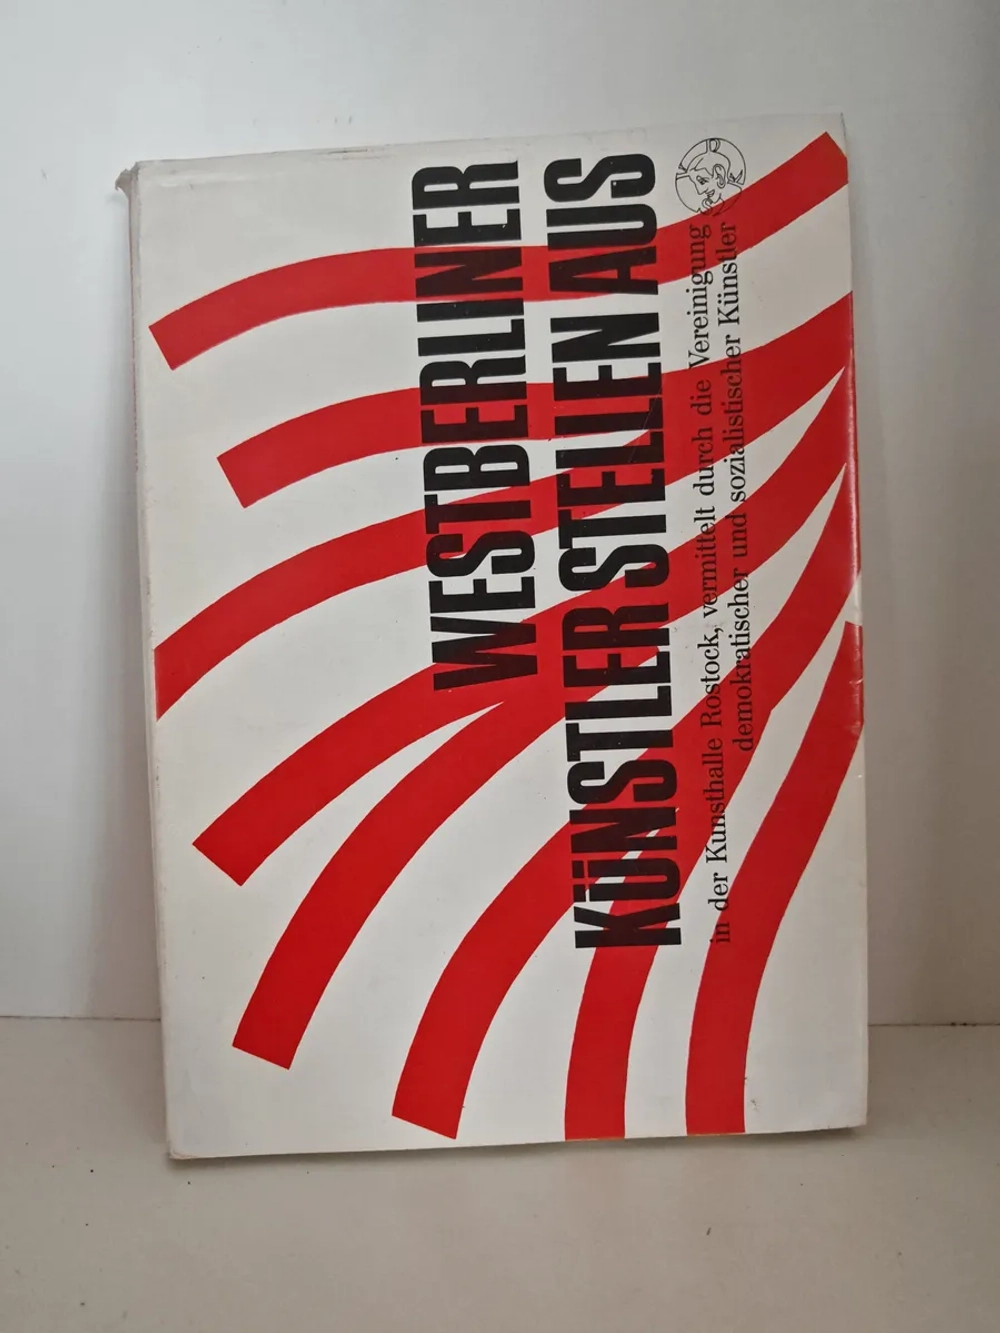 WESTBERLINER
KÜNSTLER STELLEN AUS
in der Kunsthalle Rostock, vermittelt durch die Vereinigung
demokratischer und sozialistischer Künstler